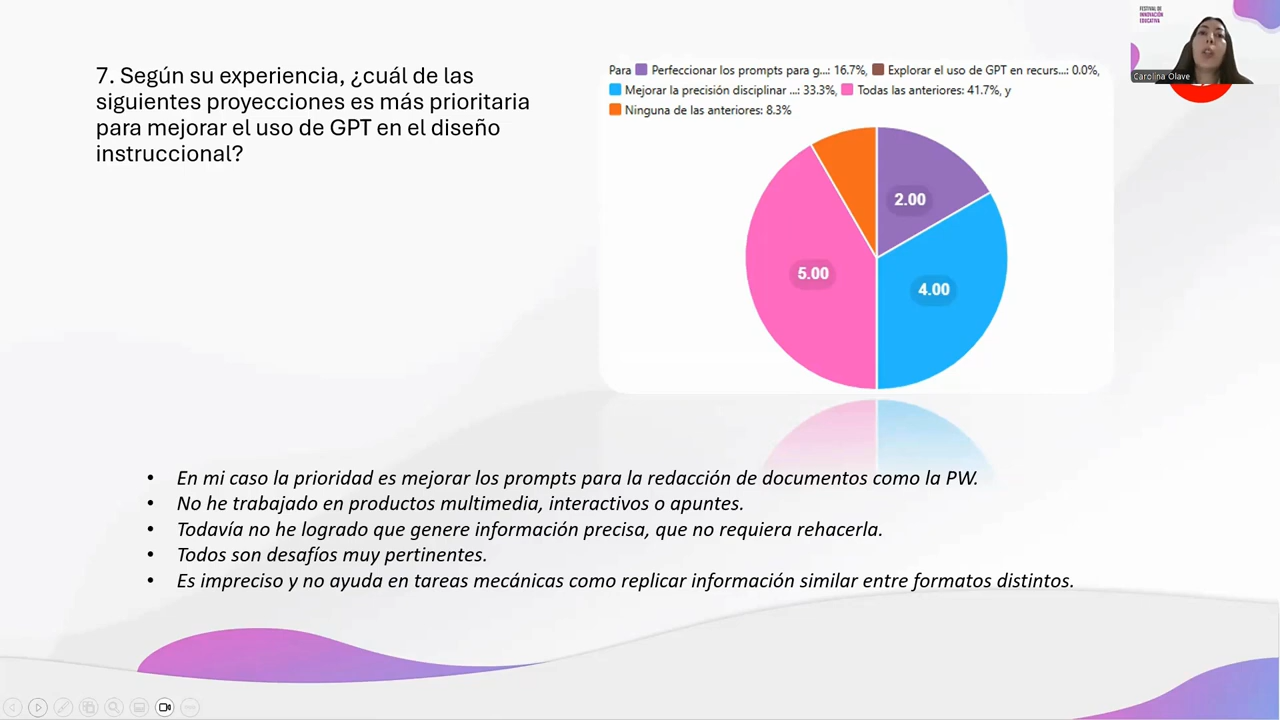 7. Según su experiencia, ¿cuál de las
siguientes proyecciones es más prioritaria
para mejorar el uso de GPT en el diseño
instruccional?
Para Perfeccionar los prompts para g...: 16.7%, Explorar el uso de GPT en recurs...: 0.0%,
Mejorar la precisión disciplinar ...: 33.3%, Todas las anteriores: 41.7%, y
Ninguna de las anteriores: 8.3%
2.00
5.00
4.00
FESTIVAL DE
INNOVACIÓN
EDUCATIVA
Carolina Olave
• En mi caso la prioridad es mejorar los prompts para la redacción de documentos como la PW.
• No he trabajado en productos multimedia, interactivos o apuntes.
• Todavía no he logrado que genere información precisa, que no requiera rehacerla.
• Todos son desafíos muy pertinentes.
• Es impreciso y no ayuda en tareas mecánicas como replicar información similar entre formatos distintos.